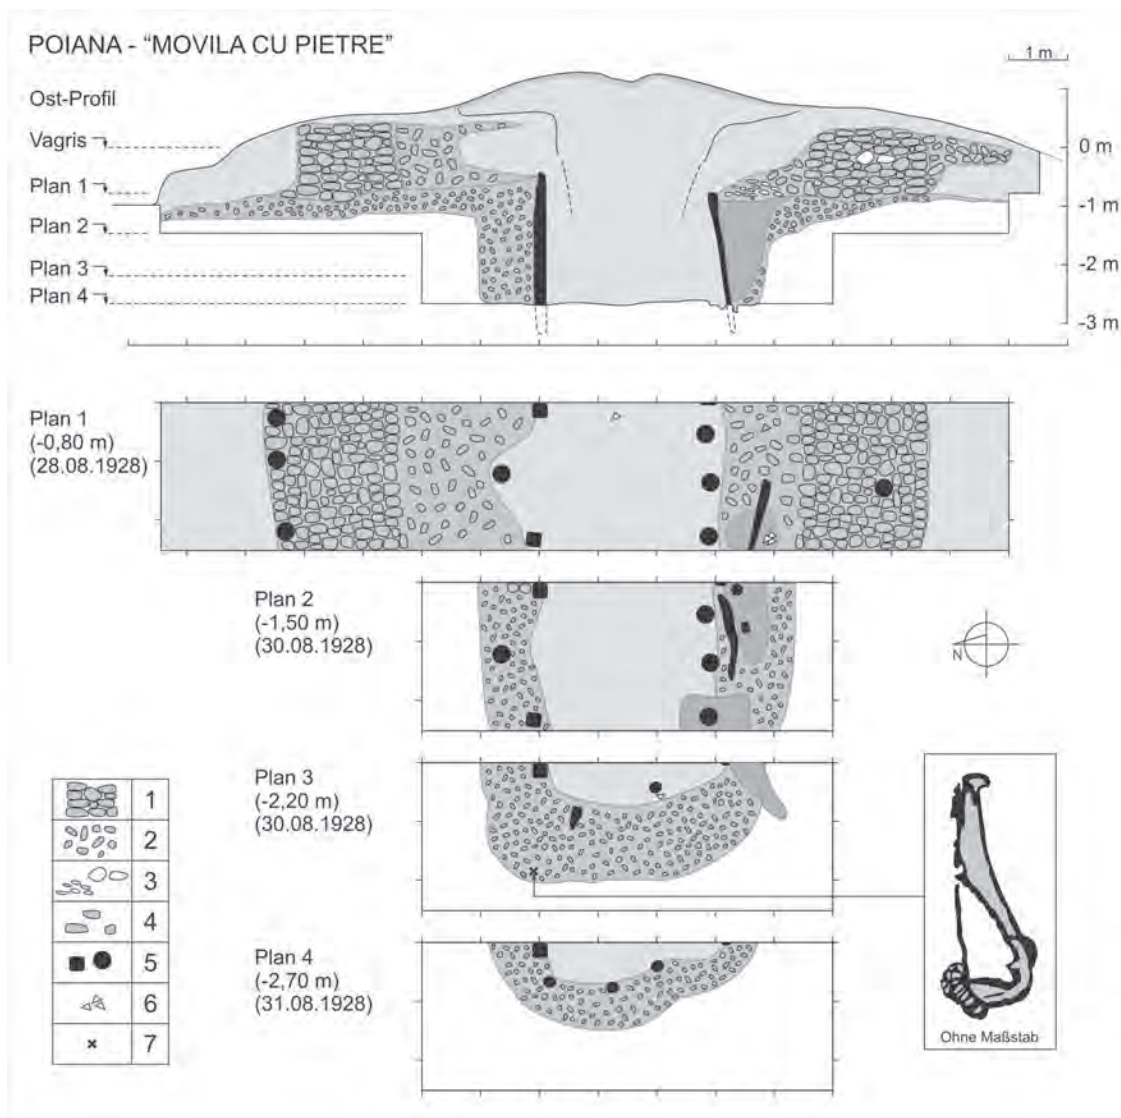 POIANA - “MOVILA CU PIETRE”
1 m
Ost-Profil
Vagris
Plan 1
Plan 2
Plan 3
Plan 4
0 m
-1 m
-2 m
-3 m
Plan 1
(-0,80 m)
(28.08.1928)
Plan 2
(-1,50 m)
(30.08.1928)
N
Plan 3
(-2,20 m)
(30.08.1928)
Plan 4
(-2,70 m)
(31.08.1928)
1
2
3
4
5
6
7
Ohne Maßstab